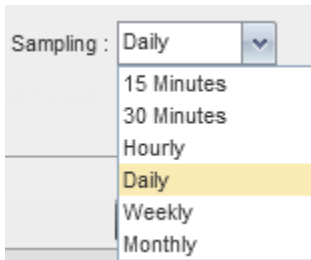 Sampling : Daily
15 Minutes
30 Minutes
Hourly
Daily
Weekly
Monthly